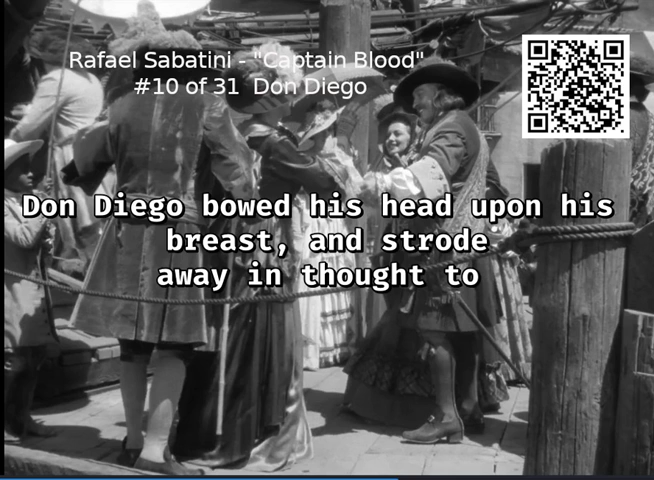 Rafael Sabatini - "Captain Blood"
#10 of 31  Don Diego
Don Diego bowed his head upon his
breast, and strode
away in thought to